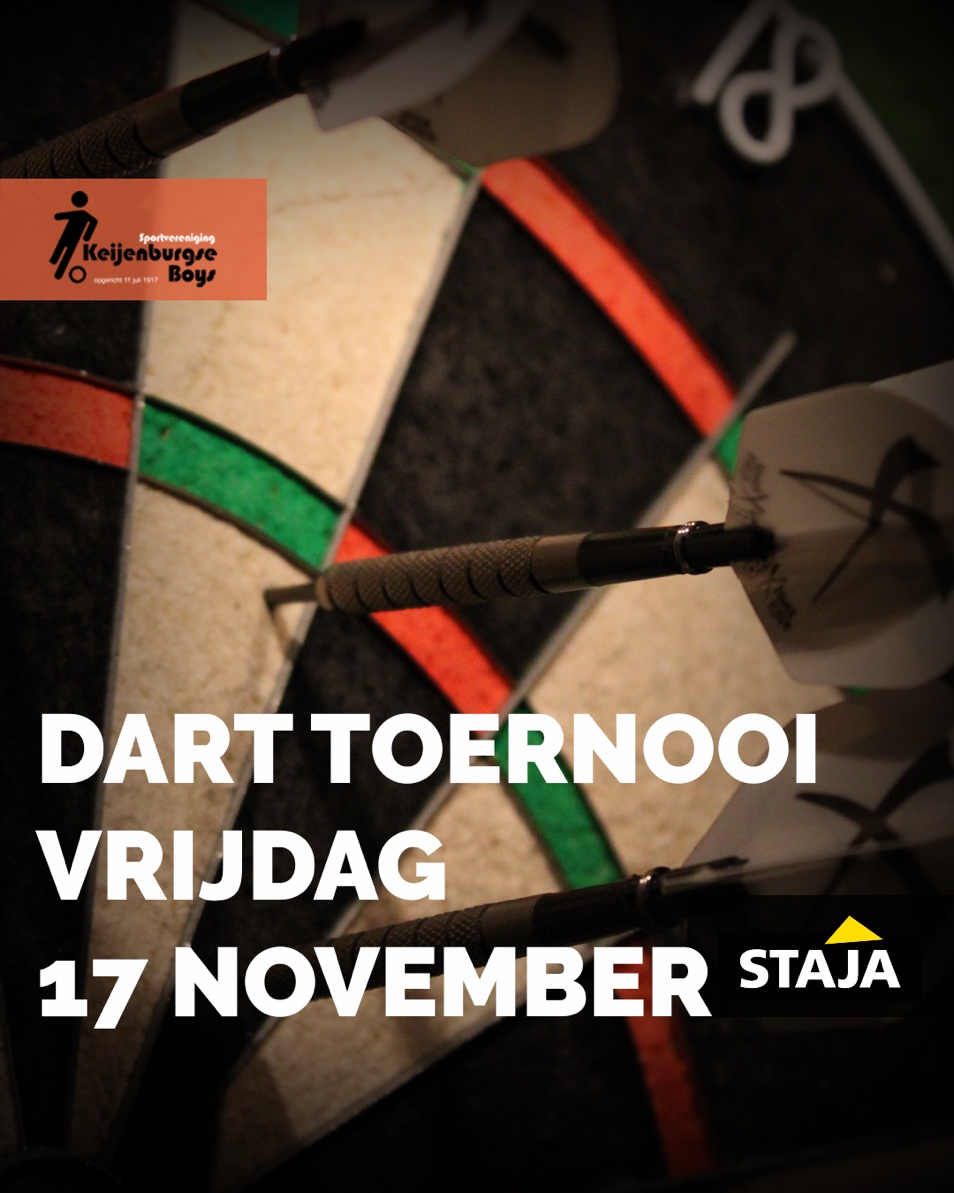 Sportvereniging
Keijenburgse
Boys
opgericht 11 juli 1917
DART TOERNOOI
VRIJDAG
17 NOVEMBER
STAJA